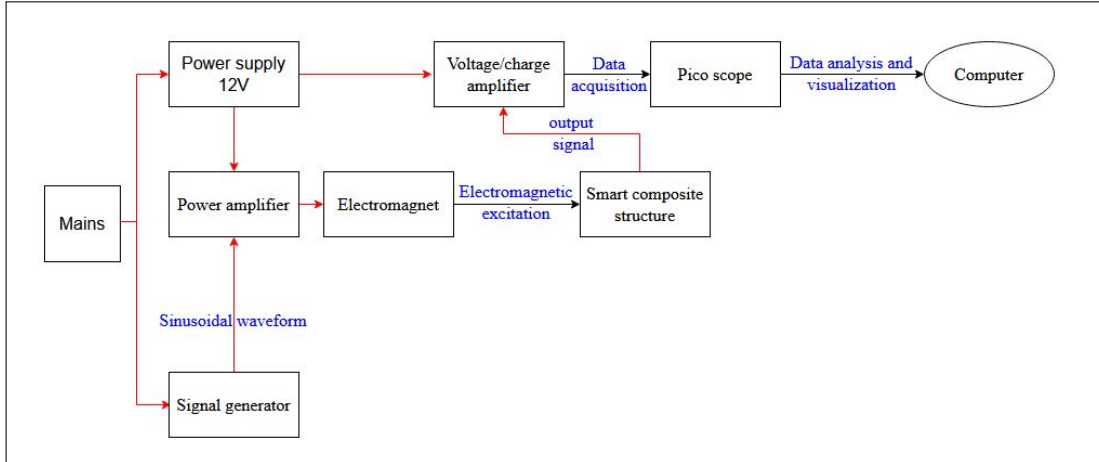 Power supply
12V
Voltage/charge
amplifier
Data
acquisition
Pico scope
Data analysis and
visualization
Computer
output
signal
Mains
Power amplifier
Electromagnet
Electromagnetic
excitation
Smart composite
structure
Sinusoidal waveform
Signal generator